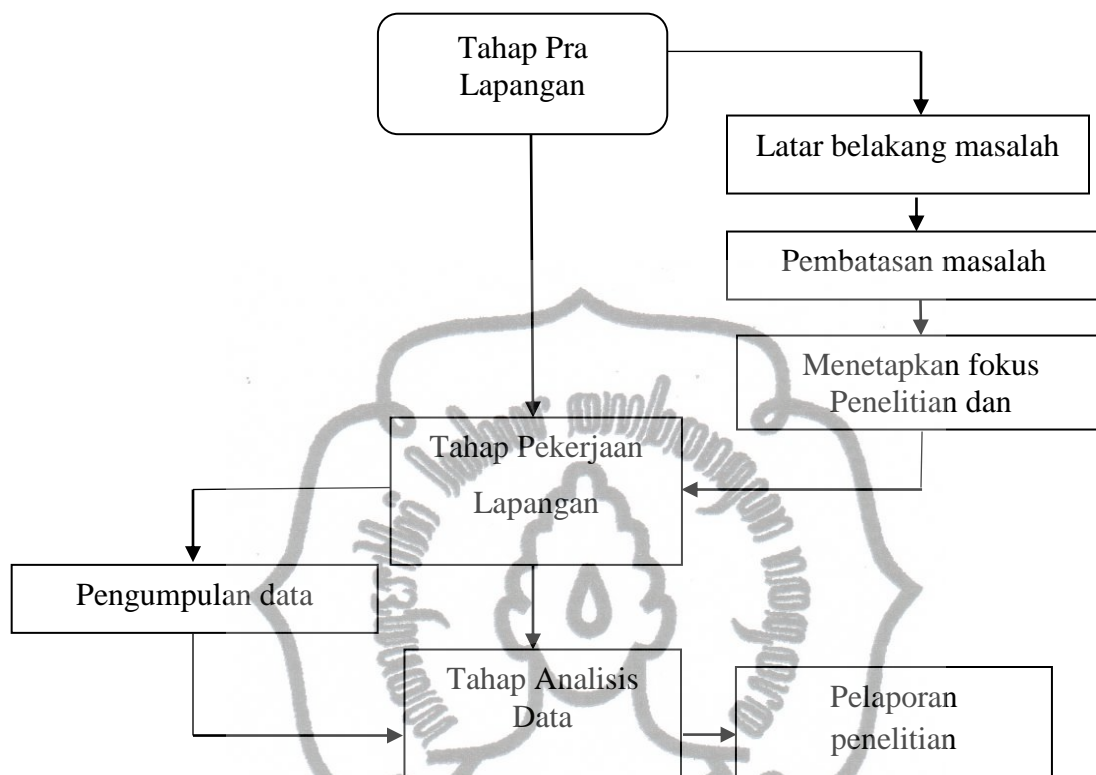 Tahap Pra
Lapangan
Latar belakang masalah
Pembatasan masalah
Menetapkan fokus
Penelitian dan
Tahap Pekerjaan
Lapangan
Pengumpulan data
Tahap Analisis
Data
Pelaporan
penelitian